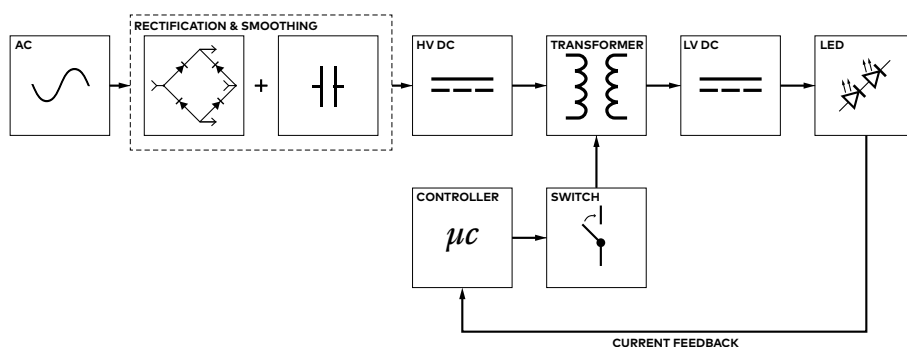 RECTIFICATION & SMOOTHING
AC
+
HV DC
TRANSFORMER
LV DC
LED
CONTROLLER
μc
SWITCH
CURRENT FEEDBACK